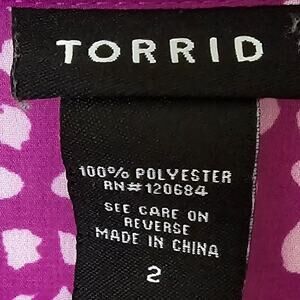 TORRID
100% POLYESTER
RN#120684
SEE CARE ON
REVERSE
MADE IN CHINA
2